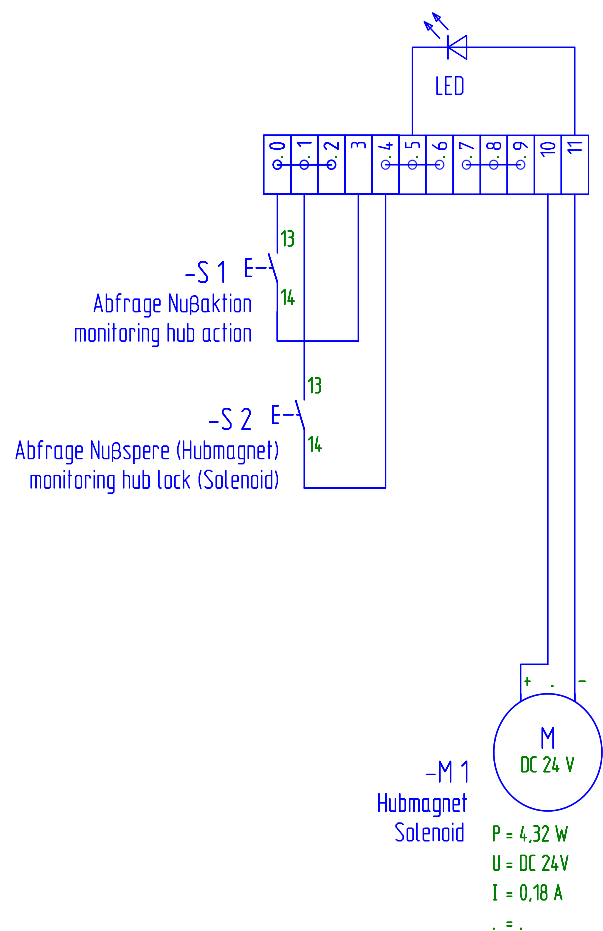 LED
.0 .1 .2 3 .4 .5 .6 .7 .8 .9 10 11
13
-S 1
14
Abfrage Nußaktion
monitoring hub action
13
-S 2
14
Abfrage Nußspere (Hubmagnet)
monitoring hub lock (Solenoid)
+ . -
M
DC 24 V
-M 1
Hubmagnet
Solenoid
P = 4,32 W
U = DC 24V
I = 0,18 A
. = .